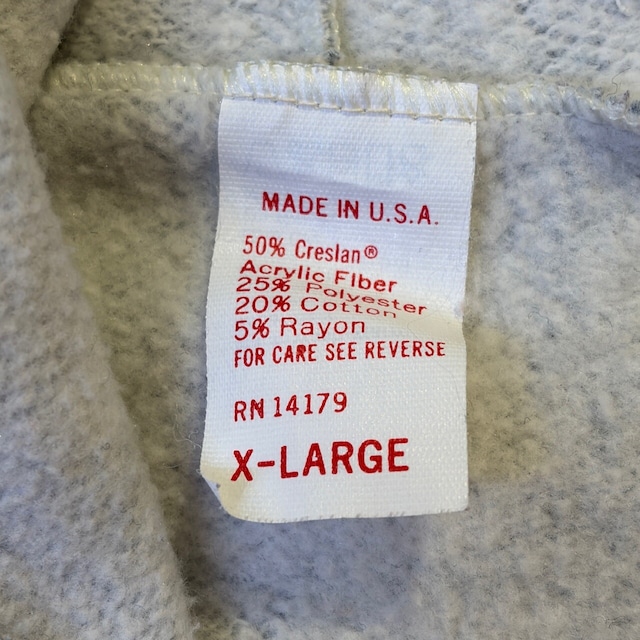 MADE IN U.S.A.
50% Creslan®
Acrylic Fiber
25% Polyester
20% Cotton
5% Rayon
FOR CARE SEE REVERSE
RN 14179
X-LARGE